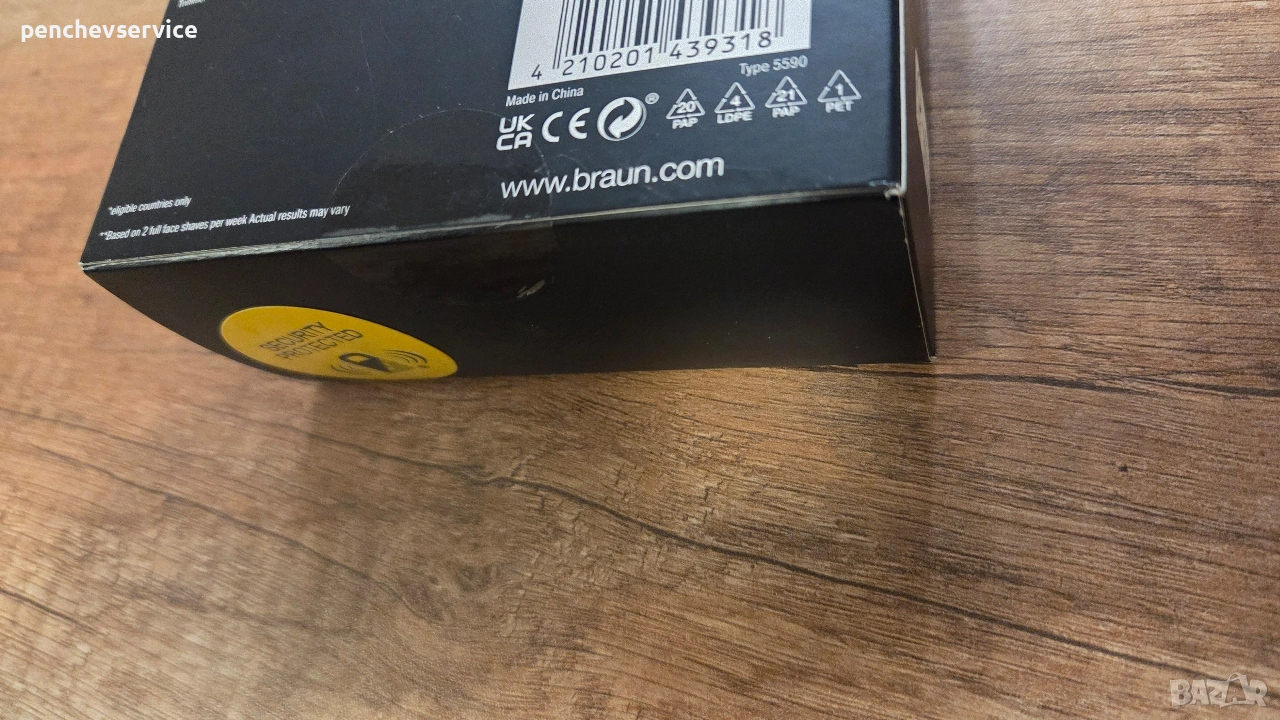 penchevservice
4 210201 439318
Type 5590
Made in China
UK
CA CE
20 4 21 1
PAP LDPE PAP PET
www.braun.com
*eligible countries only
**Based on 2 full face shaves per week Actual results may vary
SECURITY
PROTECTED
BAZAR